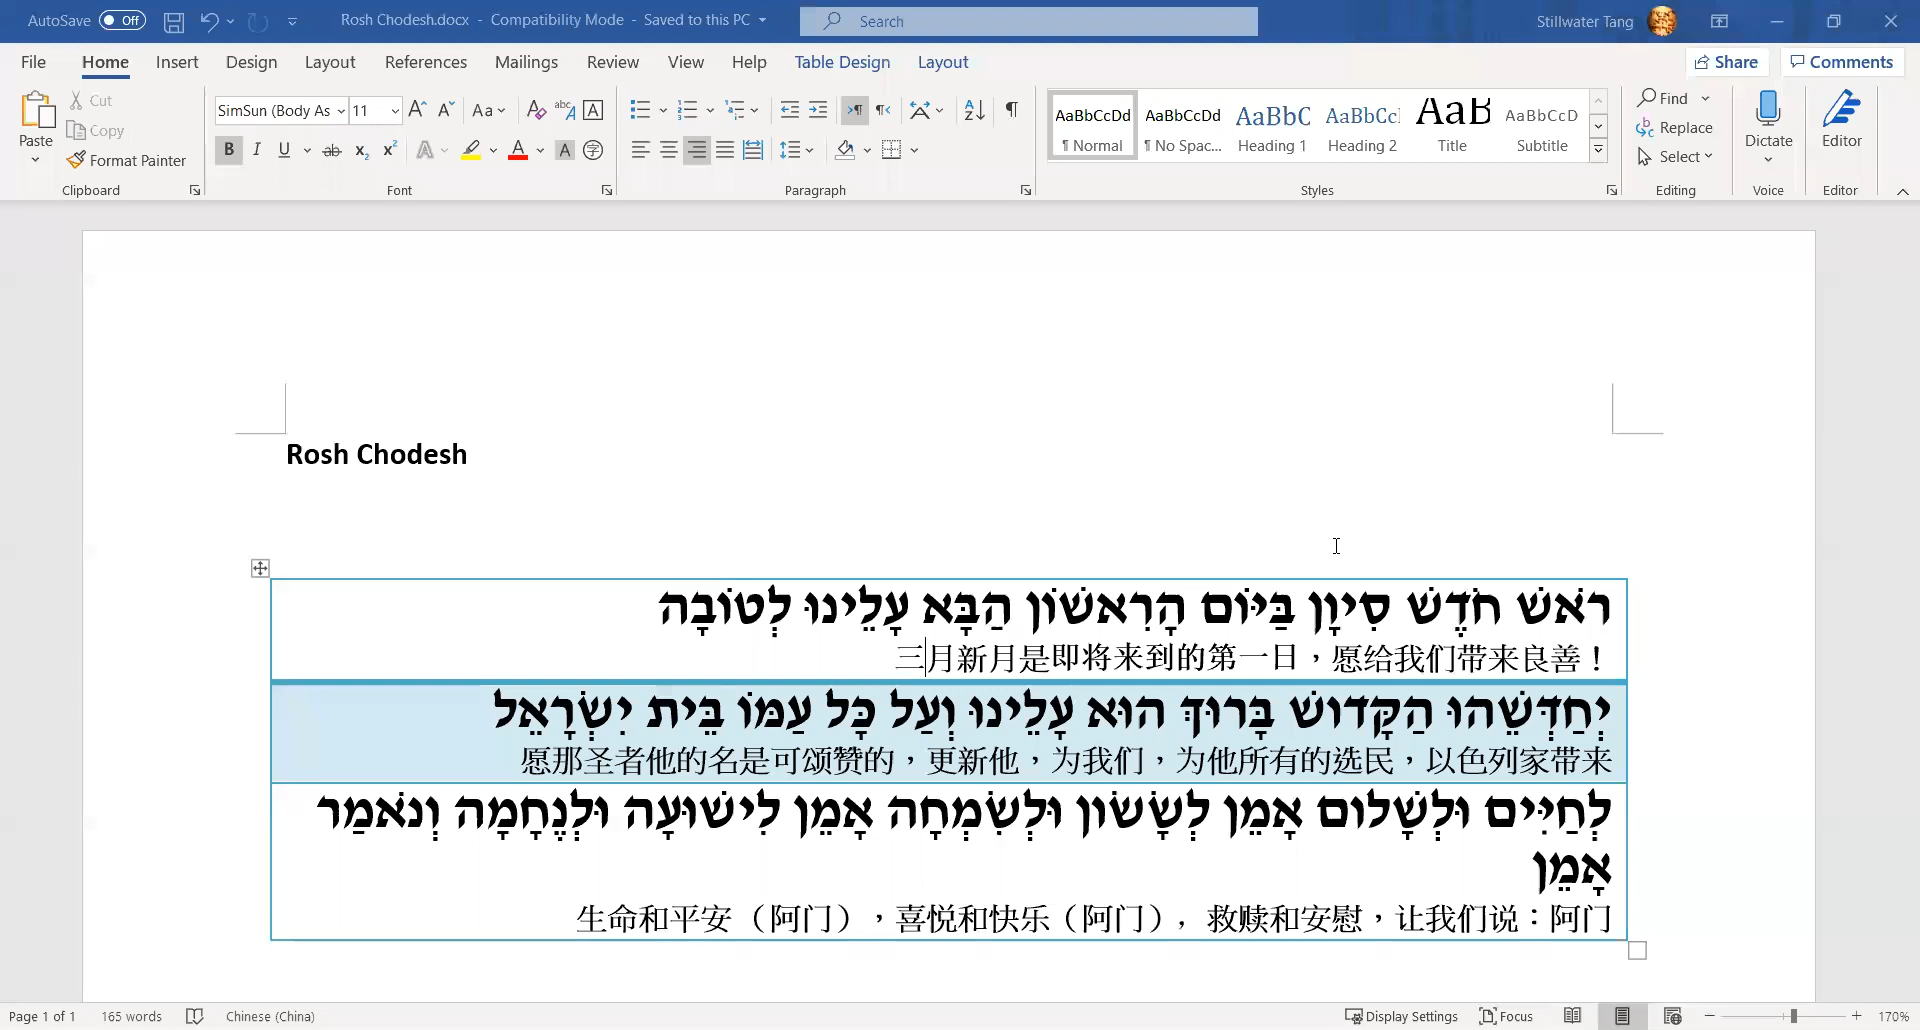 AutoSave Off Rosh Chodesh.docx - Compatibility Mode - Saved to this PC Search Stillwater Tang
File Home Insert Design Layout References Mailings Review View Help Table Design Layout Share Comments
Paste Cut Copy Format Painter Clipboard
SimSun (Body As 11 Font
Paragraph
AaBbCcDd AaBbCcDd AaBbC AaBbCc AaB AaBbCcD
¶ Normal ¶ No Spac... Heading 1 Heading 2 Title Subtitle
Styles
Find Replace Select Editing
Dictate Voice
Editor Editor
Rosh Chodesh
רֹאשׁ חֹדֶשׁ סִיוָן בַּיּוֹם הָרִאשׁוֹן הַבָּא עָלֵינוּ לְטוֹבָה
三月新月是即将来到的第一日，愿给我们带来良善！
יְחַדְּשֵׁהוּ הַקָּדוֹשׁ בָּרוּךְ הוּא עָלֵינוּ וְעַל כָּל עַמּוֹ בֵּית יִשְׂרָאֵל
愿那圣者他的名是可颂赞的，更新他，为我们，为他所有的选民，以色列家带来
לְחַיִּים וּלְשָׁלוֹם אָמֵן לְשָׂשׂוֹן וּלְשִׂמְחָה אָמֵן לִישׁוּעָה וּלְנֶחָמָה וְנֹאמַר
אָמֵן
生命和平安（阿门），喜悦和快乐（阿门），救赎和安慰，让我们说：阿门
Page 1 of 1 165 words Chinese (China) Display Settings Focus 170%